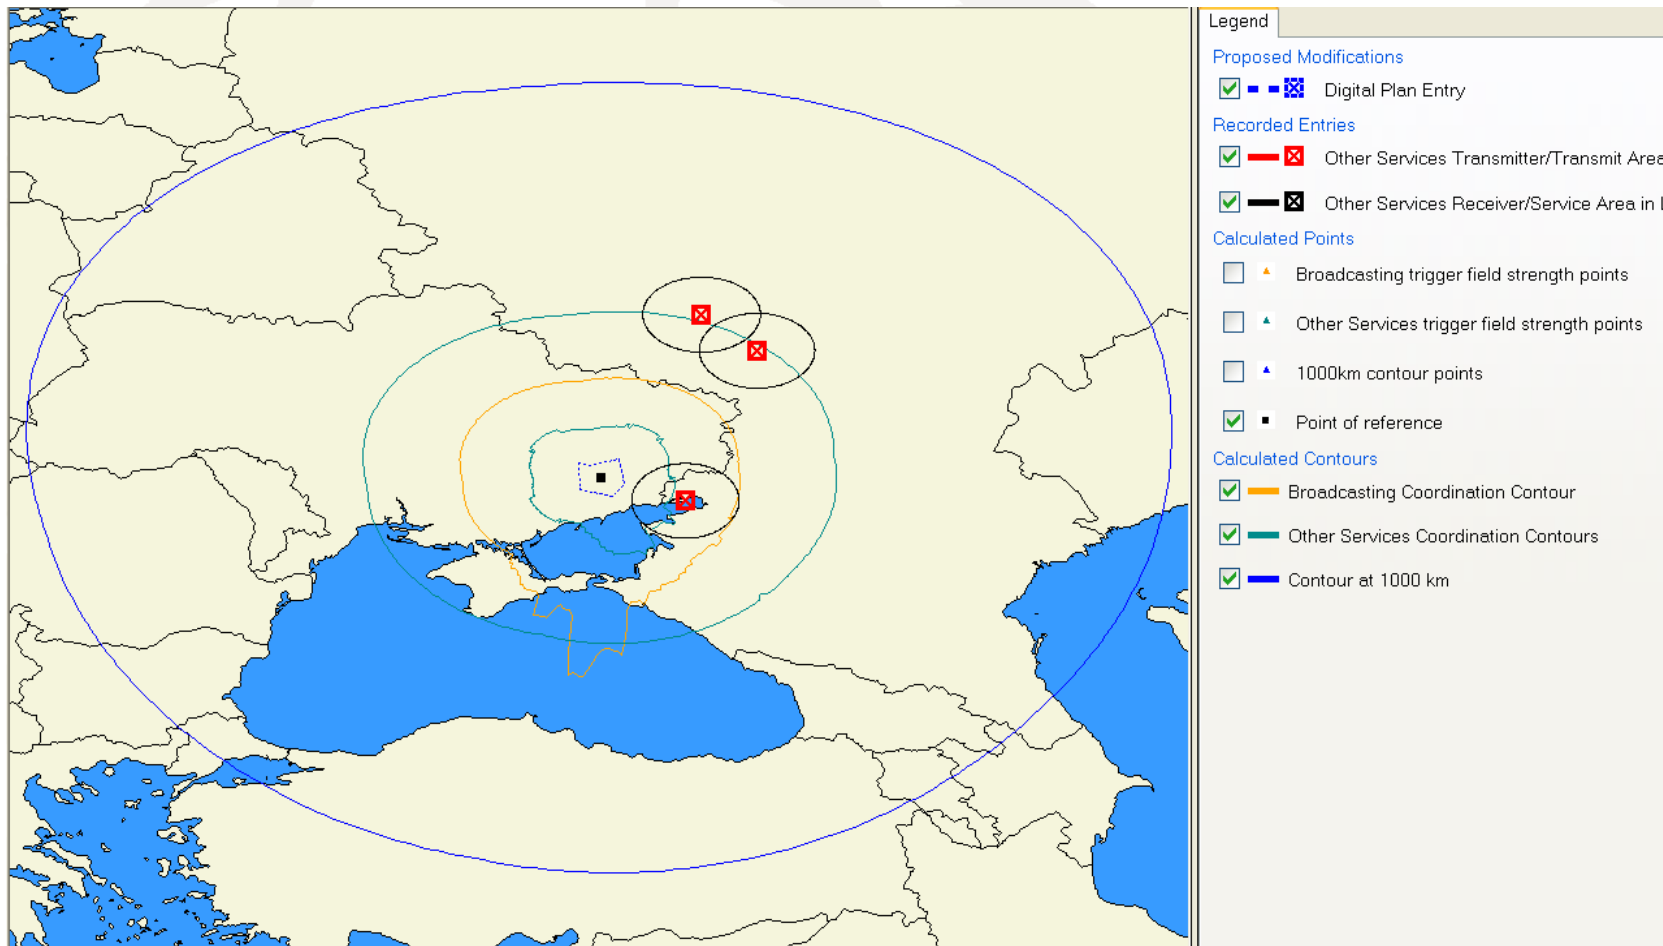 Legend
Proposed Modifications
Digital Plan Entry
Recorded Entries
Other Services Transmitter/Transmit Area
Other Services Receiver/Service Area in
Calculated Points
Broadcasting trigger field strength points
Other Services trigger field strength points
1000km contour points
Point of reference
Calculated Contours
Broadcasting Coordination Contour
Other Services Coordination Contours
Contour at 1000 km